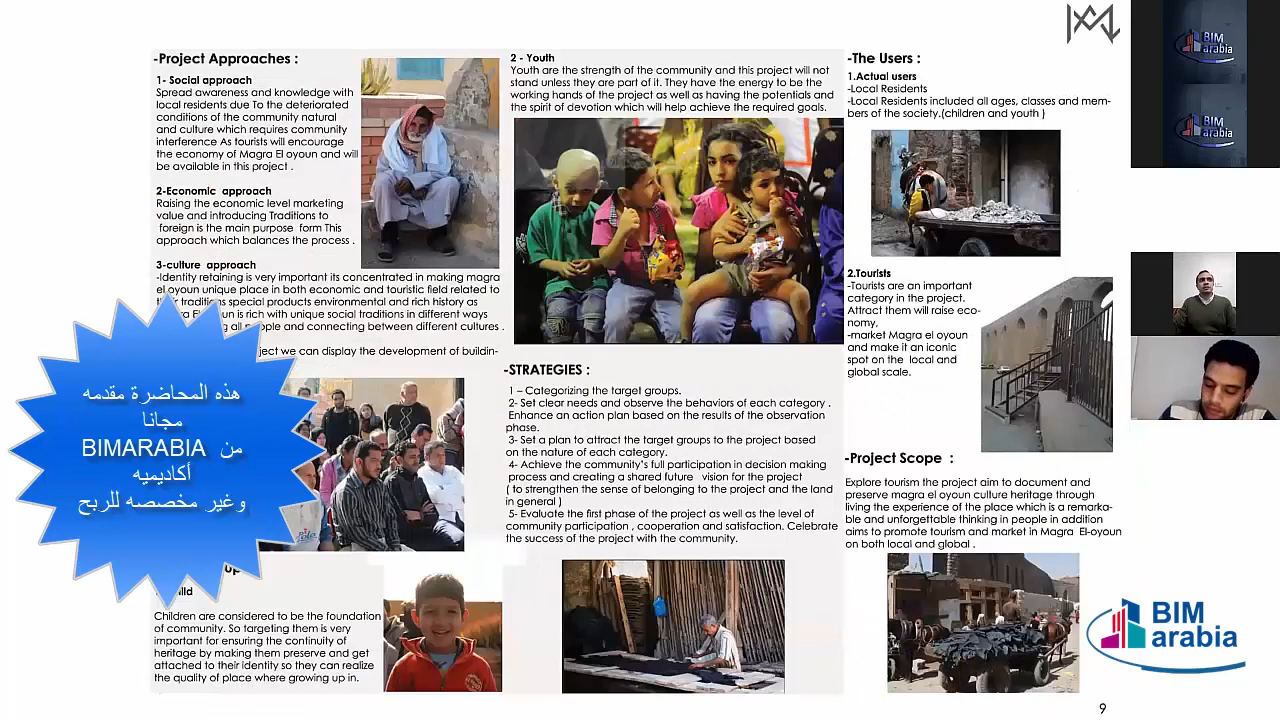 -Project Approaches :
1- Social approach
Spread awareness and knowledge with
local residents due To the deteriorated
conditions of the community natural
and culture which requires community
interference As tourists will encourage
the economy of Magra El oyoun and will
be available in this project .
2-Economic approach
Raising the economic level marketing
value and introducing Traditions to
foreign is the main purpose form This
approach which balances the process .
3-culture approach
-Identity retaining is very important its concentrated in making magra
el oyoun unique place in both economic and touristic field related to
traditions special products environmental and rich history as
is rich with unique social traditions in different ways
all people and connecting between different cultures .
we can display the development of buildin-
هذه المحاضرة مقدمه
مجانا
من BIMARABIA
أكاديميه
وغير مخصصه للربح
Children are considered to be the foundation
of community. So targeting them is very
important for ensuring the continuity of
heritage by making them preserve and get
attached to their identity so they can realize
the quality of place where growing up in.
2 - Youth
Youth are the strength of the community and this project will not
stand unless they are part of it. They have the energy to be the
working hands of the project as well as having the potentials and
the spirit of devotion which will help achieve the required goals.
-STRATEGIES :
1 – Categorizing the target groups.
2- Set clear needs and observe the behaviors of each category .
Enhance an action plan based on the results of the observation
phase.
3- Set a plan to attract the target groups to the project based
on the nature of each category.
4- Achieve the community's full participation in decision making
process and creating a shared future vision for the project
( to strengthen the sense of belonging to the project and the land
in general )
5- Evaluate the first phase of the project as well as the level of
community participation , cooperation and satisfaction. Celebrate
the success of the project with the community.
-The Users :
1.Actual users
-Local Residents
-Local Residents included all ages, classes and mem-
bers of the society.(children and youth )
2.Tourists
-Tourists are an important
category in the project.
Attract them will raise eco-
nomy,
-market Magra el oyoun
and make it an iconic
spot on the local and
global scale.
-Project Scope :
Explore tourism the project aim to document and
preserve magra el oyoun culture heritage through
living the experience of the place which is a remarka-
ble and unforgettable thinking in people in addition
aims to promote tourism and market in Magra El-oyoun
on both local and global .
BIM
arabia
BIM
arabia
BIM
arabia
9